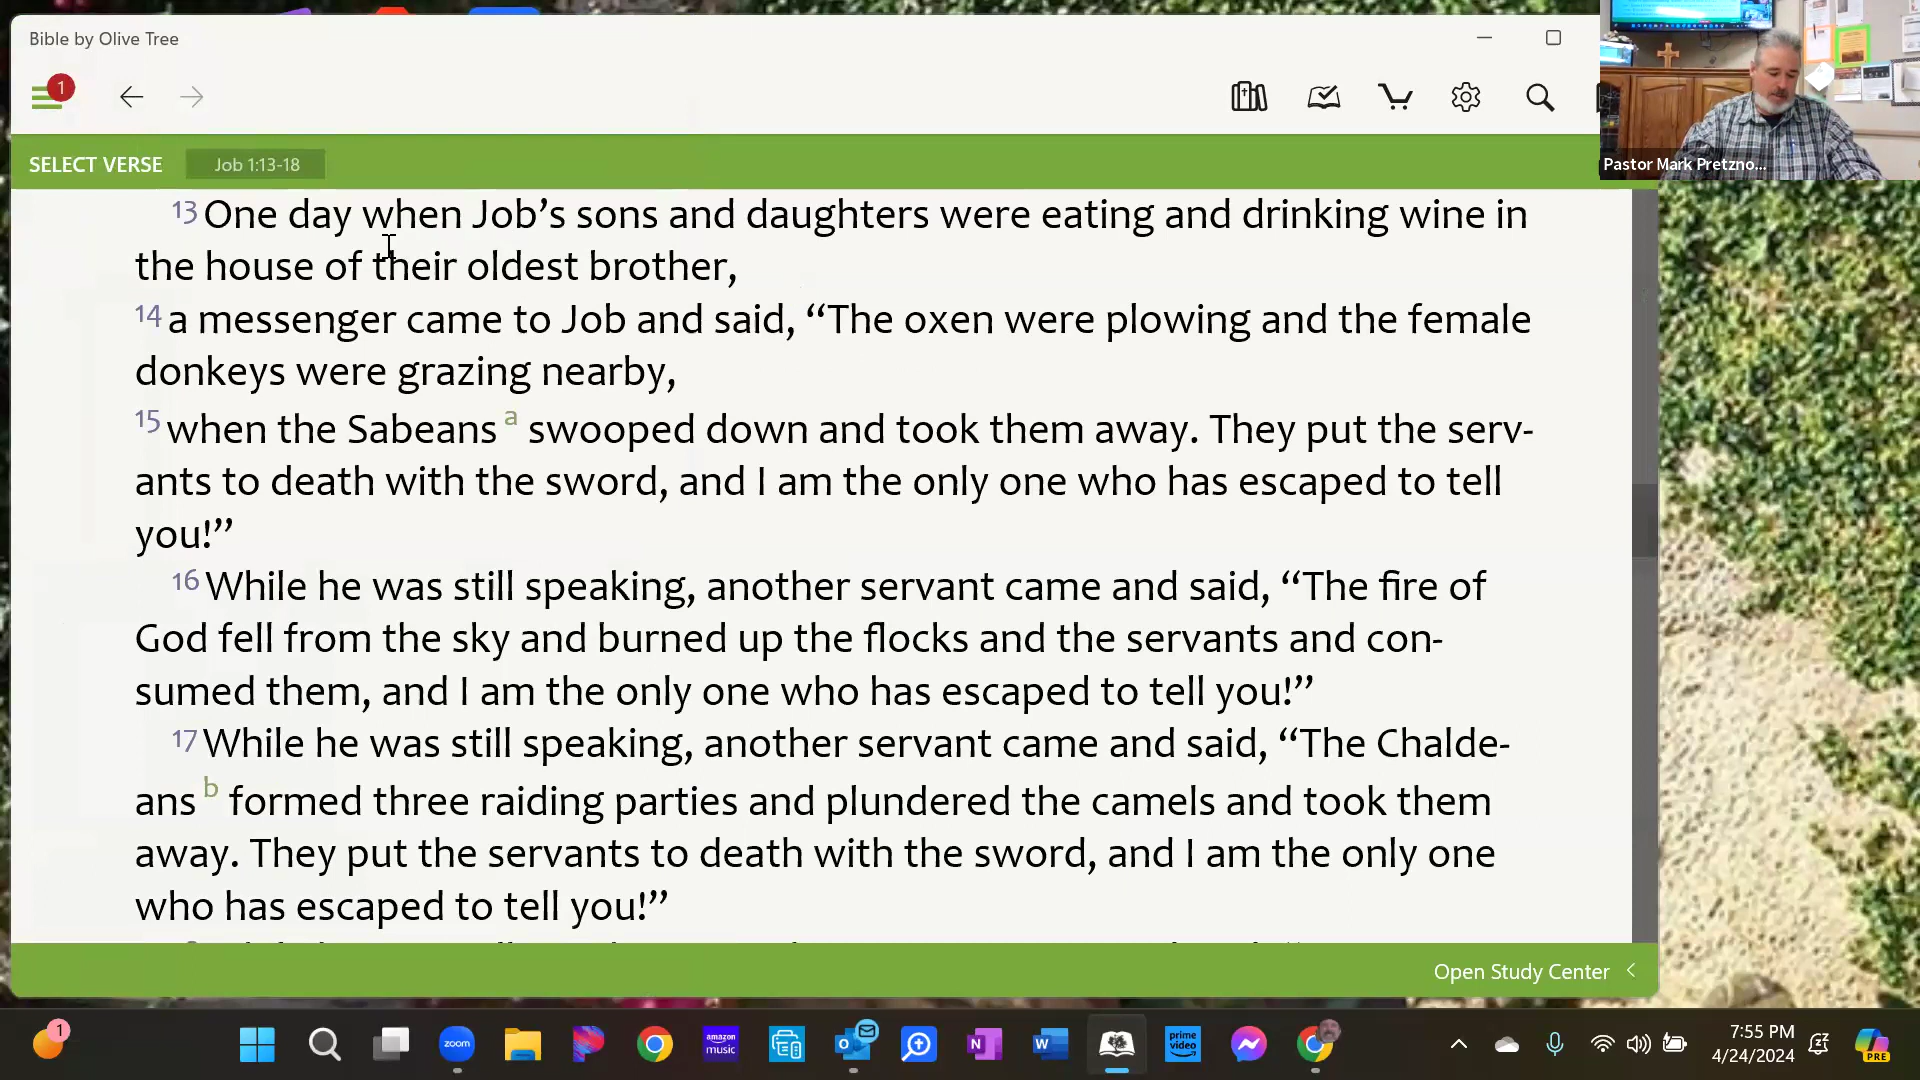 Bible by Olive Tree
1
SELECT VERSE
Job 1:13-18
Pastor Mark Pretzno...
13 One day when Job’s sons and daughters were eating and drinking wine in
the house of their oldest brother,
14 a messenger came to Job and said, “The oxen were plowing and the female
donkeys were grazing nearby,
15 when the Sabeans a swooped down and took them away. They put the serv-
ants to death with the sword, and I am the only one who has escaped to tell
you!”
16 While he was still speaking, another servant came and said, “The fire of
God fell from the sky and burned up the flocks and the servants and con-
sumed them, and I am the only one who has escaped to tell you!”
17 While he was still speaking, another servant came and said, “The Chalde-
ans b formed three raiding parties and plundered the camels and took them
away. They put the servants to death with the sword, and I am the only one
who has escaped to tell you!”
Open Study Center
1
zoom
amazon
music
O
N
W
prime
video
7:55 PM
4/24/2024
PRE